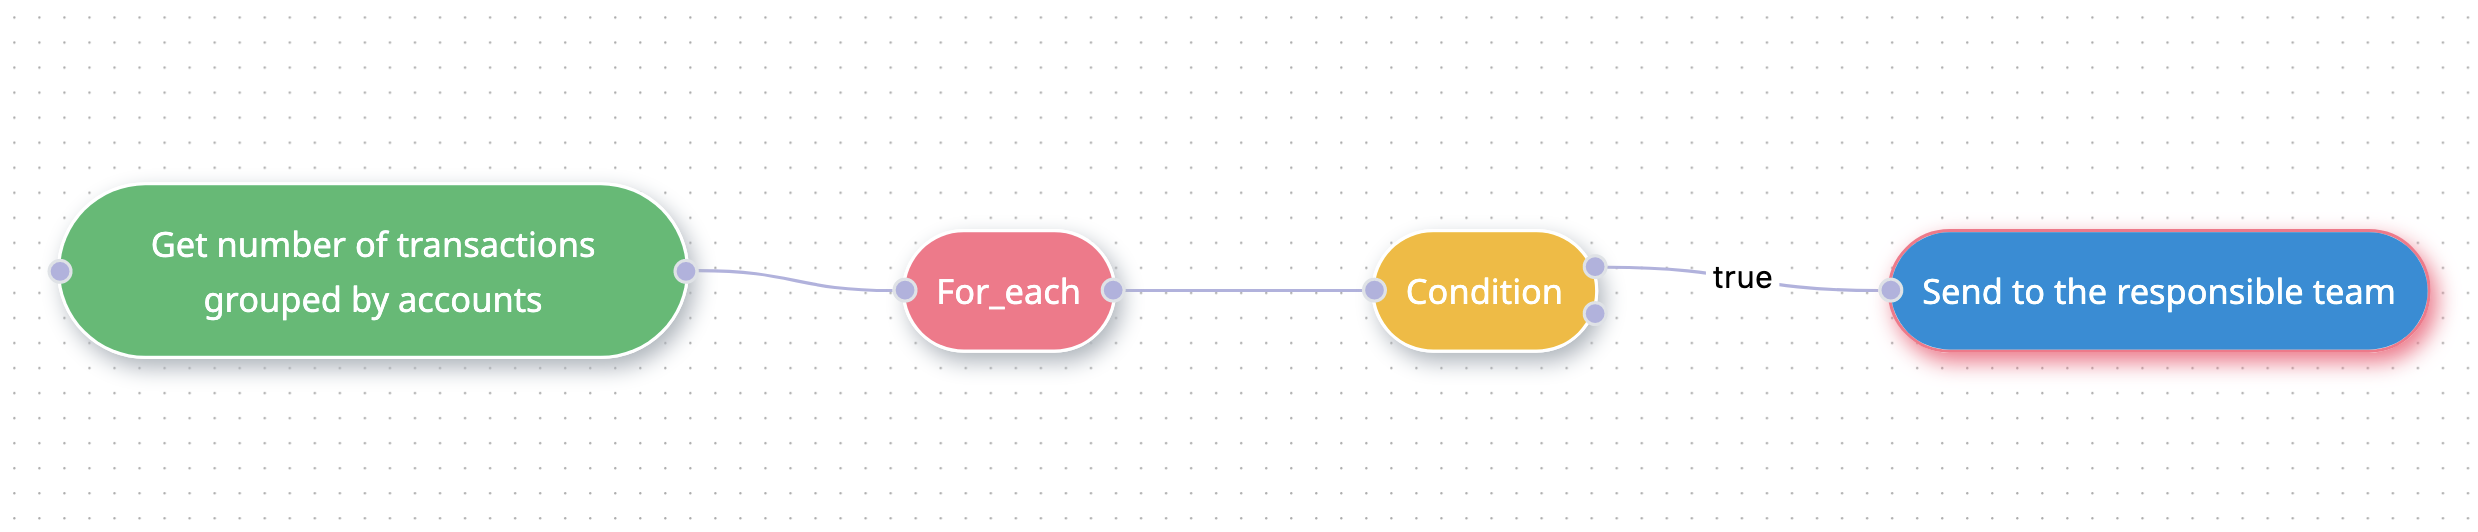 Get number of transactions
grouped by accounts
For_each
Condition
true
Send to the responsible team